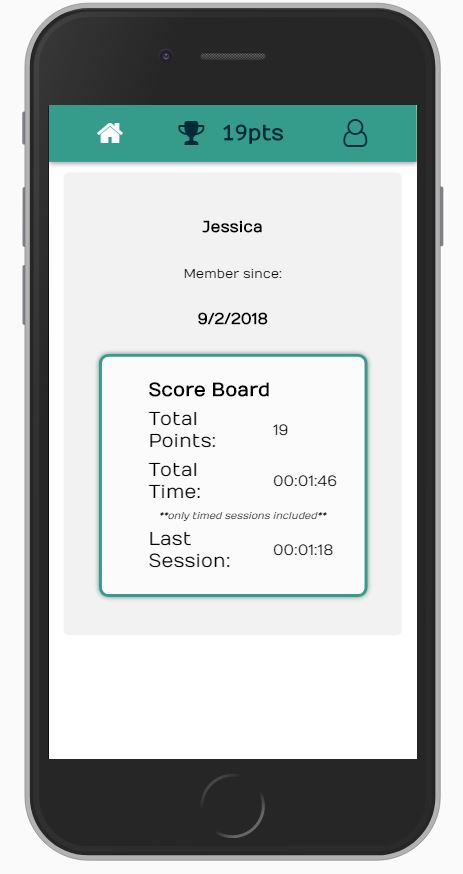 19pts
Jessica
Member since:
9/2/2018
Score Board
Total
Points:
19
Total
Time:
00:01:46
**only timed sessions included**
Last
Session:
00:01:18